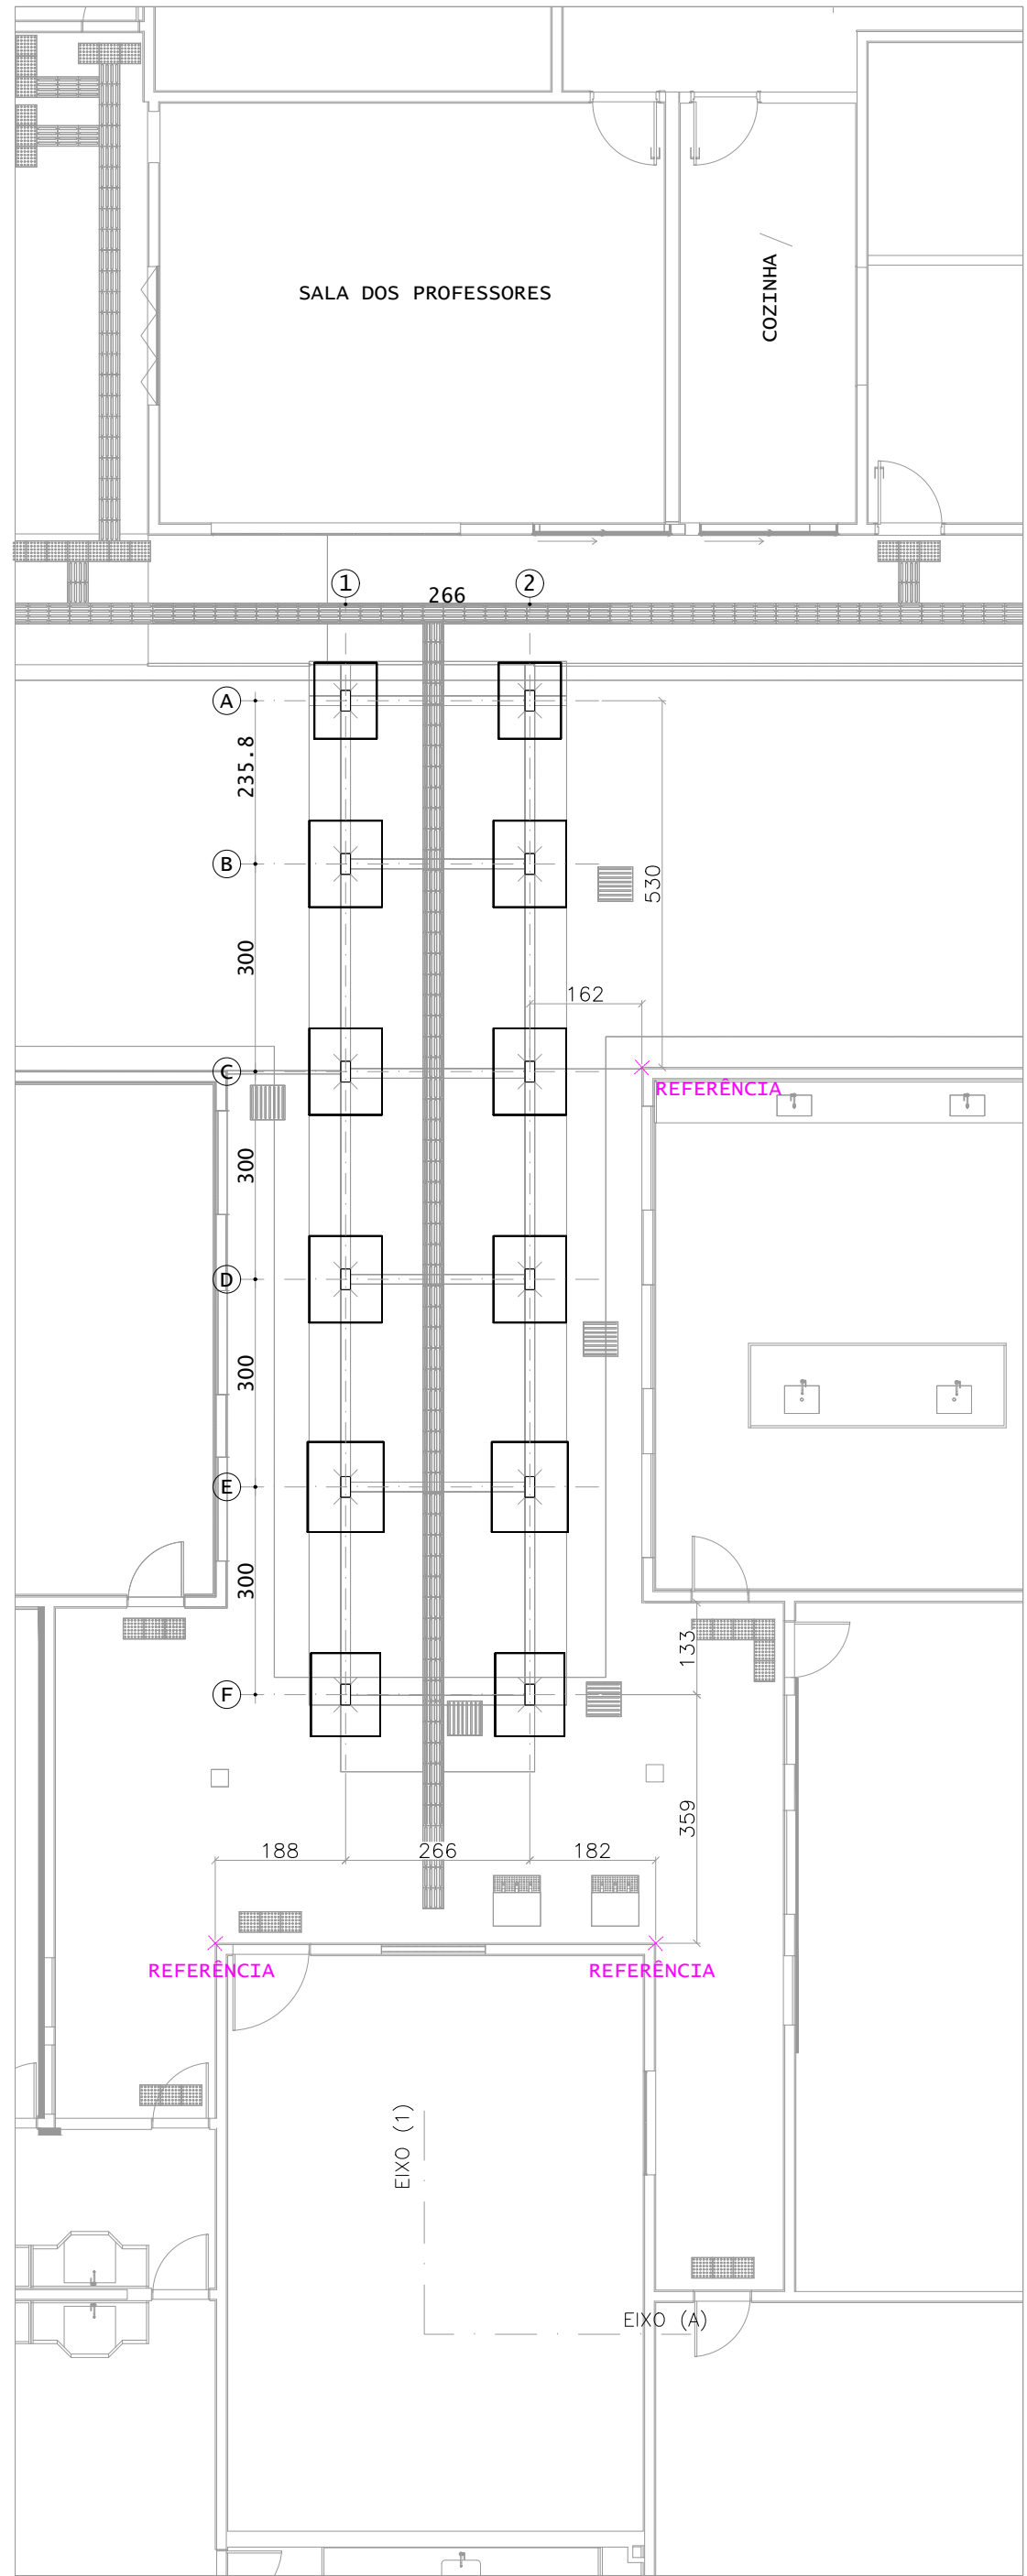 SALA DOS PROFESSORES
COZINHA
1
2
266
A
235.8
B
530
300
162
C
REFERÊNCIA
300
D
300
E
300
133
F
359
188
266
182
REFERÊNCIA
REFERÊNCIA
EIXO (1)
EIXO (A)